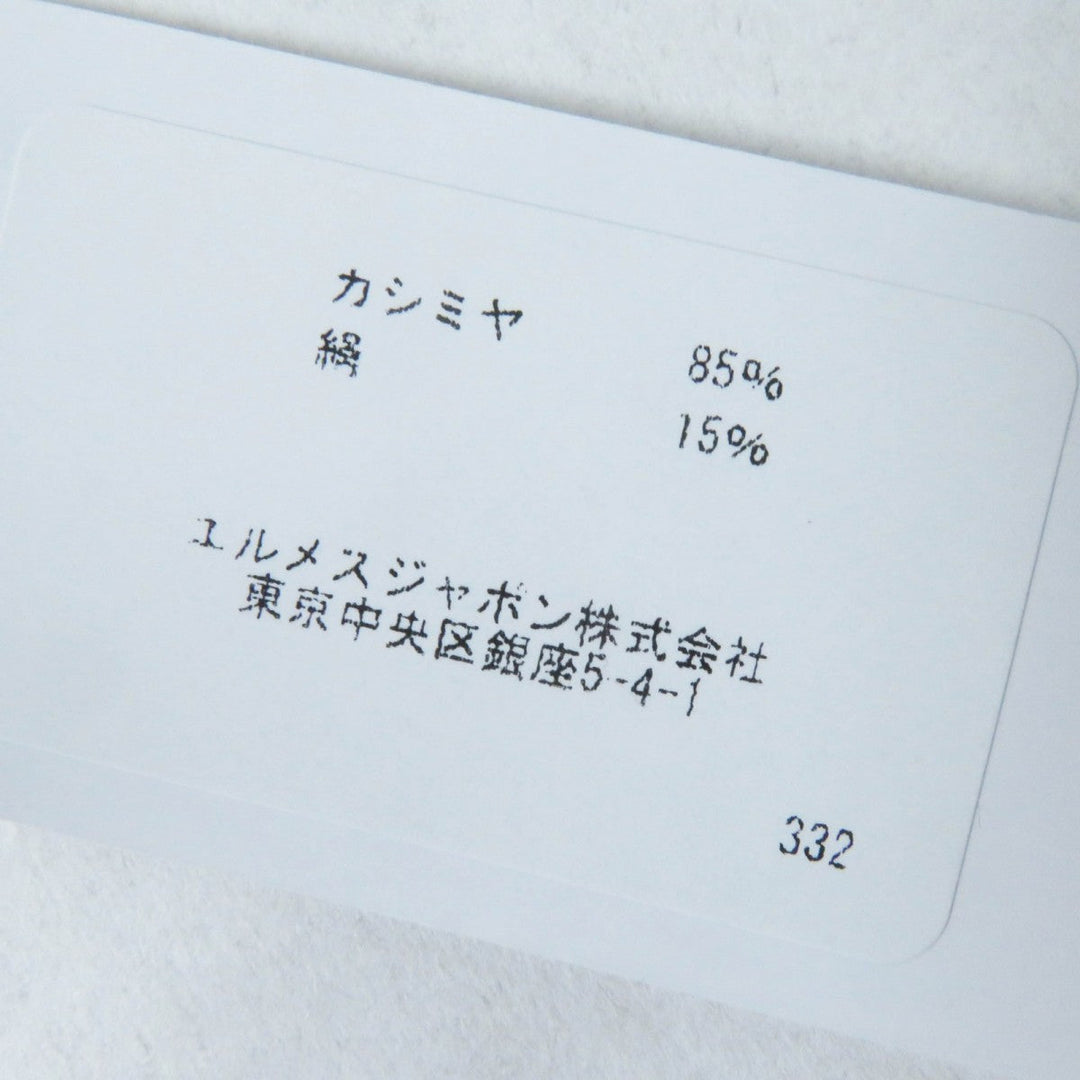 カシミヤ 85%
絹 15%
エルメスジャポン株式会社
東京中央区銀座5-4-1
332